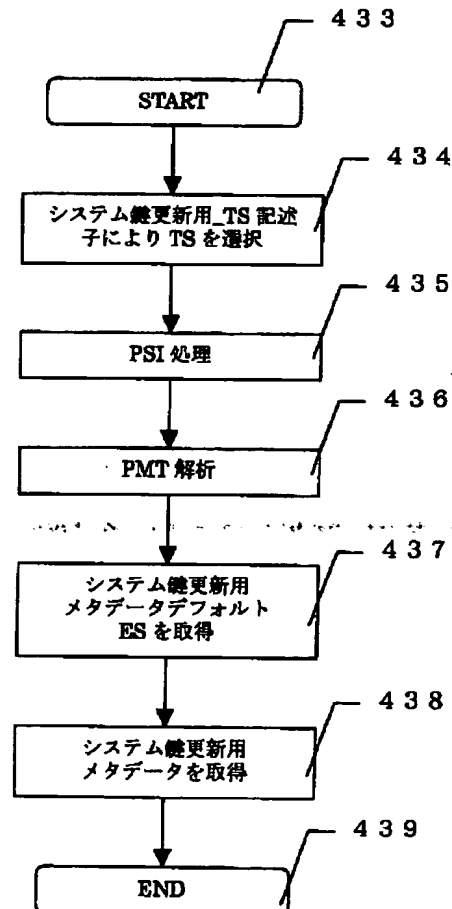 433
START
434
システム鍵更新用_TS 記述
子により TS を選択
435
PSI 処理
436
PMT 解析
437
システム鍵更新用
メタデータデフォルト
ES を取得
438
システム鍵更新用
メタデータを取得
439
END